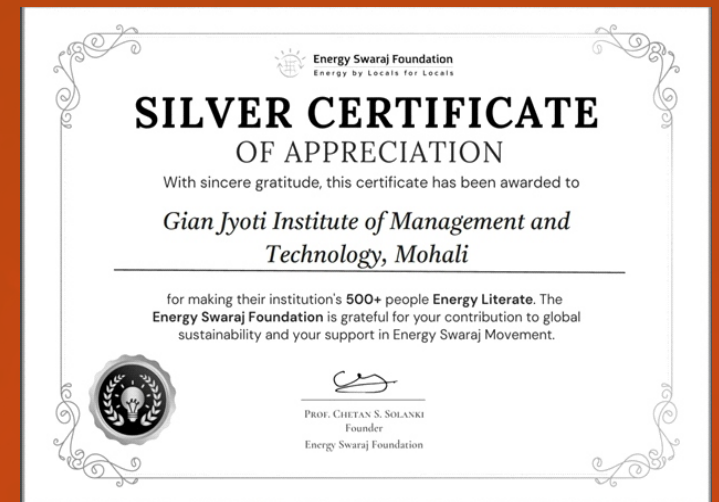 Energy Swaraj Foundation
Energy by Locals for Locals
SILVER CERTIFICATE
OF APPRECIATION
With sincere gratitude, this certificate has been awarded to
Gian Jyoti Institute of Management and
Technology, Mohali
for making their institution's 500+ people Energy Literate. The
Energy Swaraj Foundation is grateful for your contribution to global
sustainability and your support in Energy Swaraj Movement.
PROF. CHETAN S. SOLANKI
Founder
Energy Swaraj Foundation